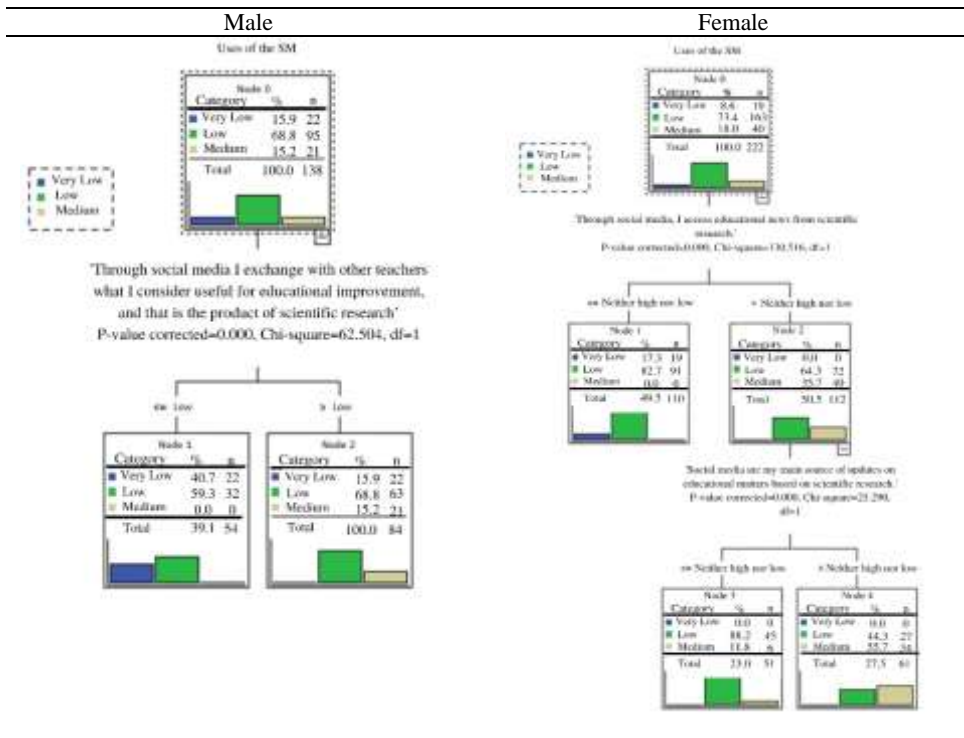 Male
Female
Uses of the SM
Node 0
Category % n
Very Low 15.9 22
Low 68.8 95
Medium 15.2 21
Total 100.0 138
Very Low
Low
Medium
'Through social media I exchange with other teachers
what I consider useful for educational improvement,
and that is the product of scientific research'
P-value corrected=0.000, Chi-square=62.504, df=1
<= Low
> Low
Node 1
Category % n
Very Low 40.7 22
Low 59.3 32
Medium 0.0 0
Total 39.1 54
Node 2
Category % n
Very Low 15.9 22
Low 68.8 63
Medium 15.2 21
Total 100.0 84
Uses of the SM
Node 0
Category % n
Very Low 8.6 19
Low 73.4 163
Medium 18.0 40
Total 100.0 222
Very Low
Low
Medium
Through social media, I access educational news from scientific
research.'
P-value corrected=0.000, Chi-square=130.516, df=1
<= Neither high nor low
> Neither high nor low
Node 1
Category % n
Very Low 17.3 19
Low 82.7 91
Medium 0.0 0
Total 49.5 110
Node 2
Category % n
Very Low 0.0 0
Low 64.3 72
Medium 35.7 40
Total 50.5 112
'Social media are my main source of updates on
educational matters based on scientific research.'
P-value corrected=0.000, Chi-square=25.290,
df=1
<= Neither high nor low
> Neither high nor low
Node 3
Category % n
Very Low 0.0 0
Low 88.2 45
Medium 11.8 6
Total 23.0 51
Node 4
Category % n
Very Low 0.0 0
Low 44.3 27
Medium 55.7 34
Total 27.5 61